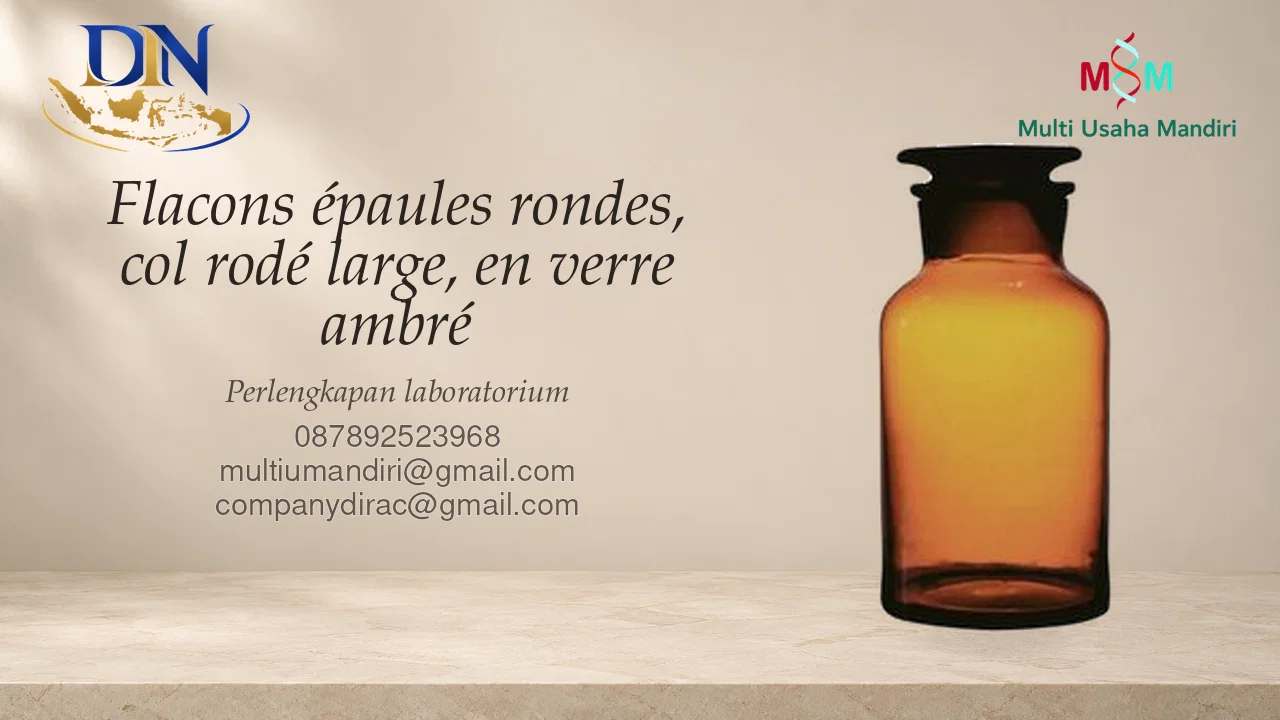 DIN
MSM
Multi Usaha Mandiri
Flacons épaules rondes,
col rodé large, en verre
ambré
Perlengkapan laboratorium
087892523968
multiumandiri@gmail.com
companydirac@gmail.com